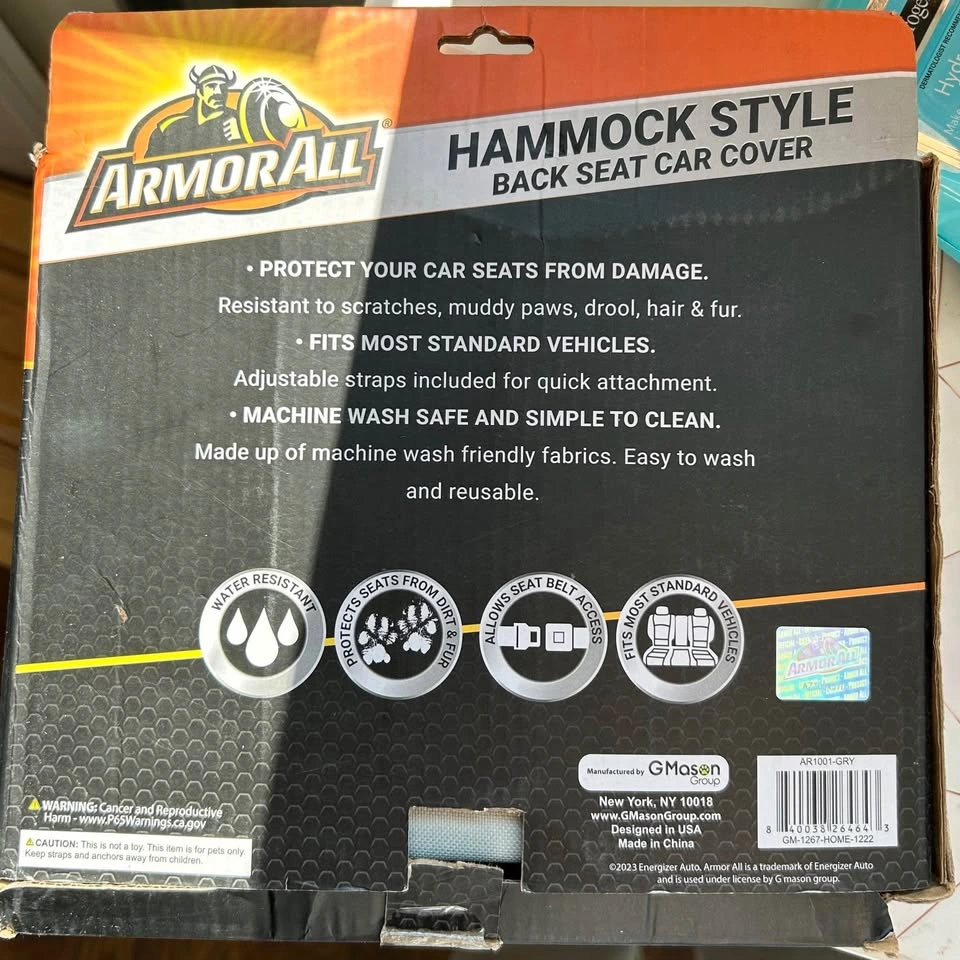 ARMOR ALL®
HAMMOCK STYLE
BACK SEAT CAR COVER
• PROTECT YOUR CAR SEATS FROM DAMAGE.
Resistant to scratches, muddy paws, drool, hair & fur.
• FITS MOST STANDARD VEHICLES.
Adjustable straps included for quick attachment.
• MACHINE WASH SAFE AND SIMPLE TO CLEAN.
Made up of machine wash friendly fabrics. Easy to wash
and reusable.
WATER RESISTANT
PROTECTS SEATS FROM DIRT & FUR
ALLOWS SEAT BELT ACCESS
FITS MOST STANDARD VEHICLES
ARMOR ALL
WARNING: Cancer and Reproductive
Harm - www.P65Warnings.ca.gov
CAUTION: This is not a toy. This item is for pets only.
Keep straps and anchors away from children.
Manufactured by GMason
Group
New York, NY 10018
www.GMasonGroup.com
Designed in USA
Made in China
AR1001-GRY
8 40038 26464 3
GM-1267-HOME-1222
©2023 Energizer Auto. Armor All is a trademark of Energizer Auto
and is used under license by G mason group.
DERMATOLOGIST